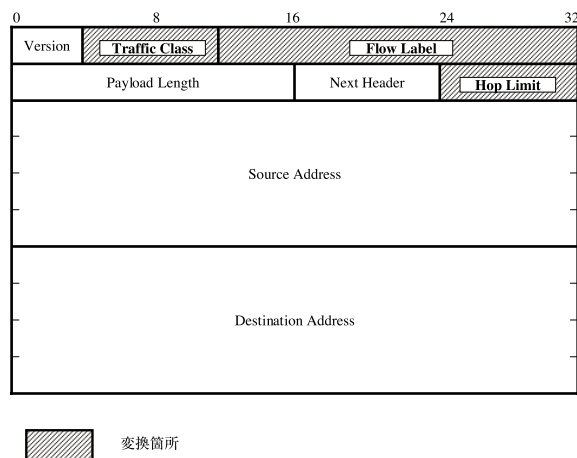 0 8 16 24 32
Version Traffic Class Flow Label
Payload Length Next Header Hop Limit
Source Address
Destination Address
変換箇所